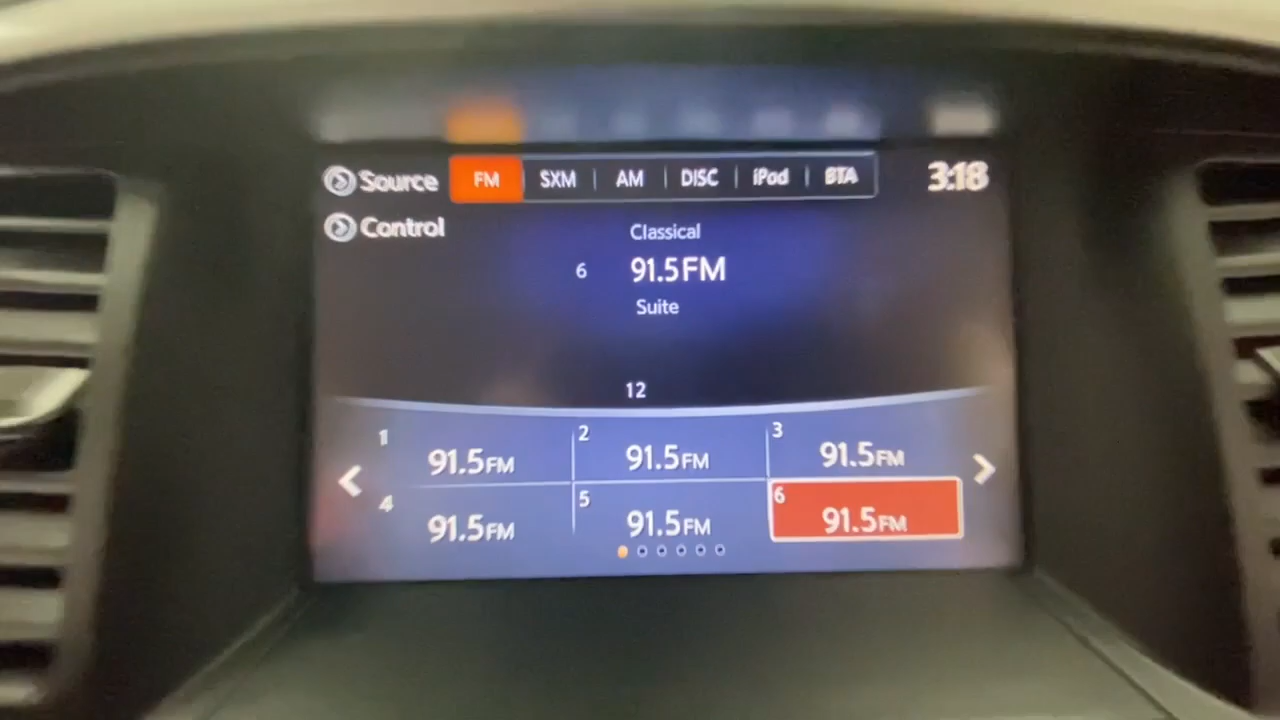 Source FM SXM AM DISC iPod BTA 3:18
Control
Classical
6 91.5FM
Suite
12
1 91.5FM 2 91.5FM 3 91.5FM
4 91.5FM 5 91.5FM 6 91.5FM